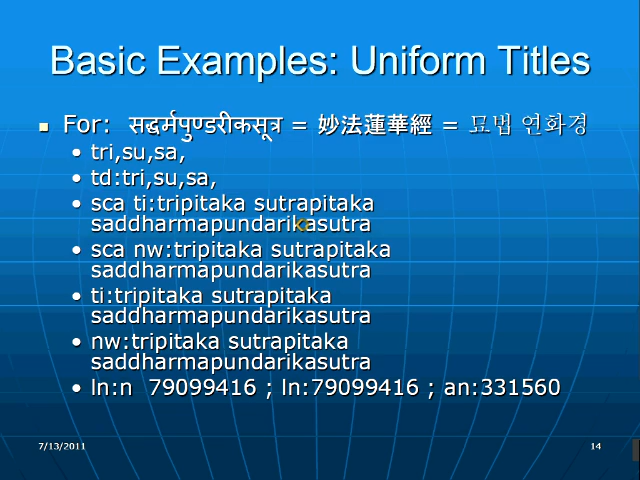 Basic Examples: Uniform Titles
For: सद्धर्मपुण्डरीकसूत्र = 妙法蓮華經 = 묘법 연화경
• tri,su,sa,
• td:tri,su,sa,
• sca ti:tripitaka sutrapitaka
saddharmapundarikasutra
• sca nw:tripitaka sutrapitaka
saddharmapundarikasutra
• ti:tripitaka sutrapitaka
saddharmapundarikasutra
• nw:tripitaka sutrapitaka
saddharmapundarikasutra
• ln:n 79099416 ; ln:79099416 ; an:331560
7/13/2011
14